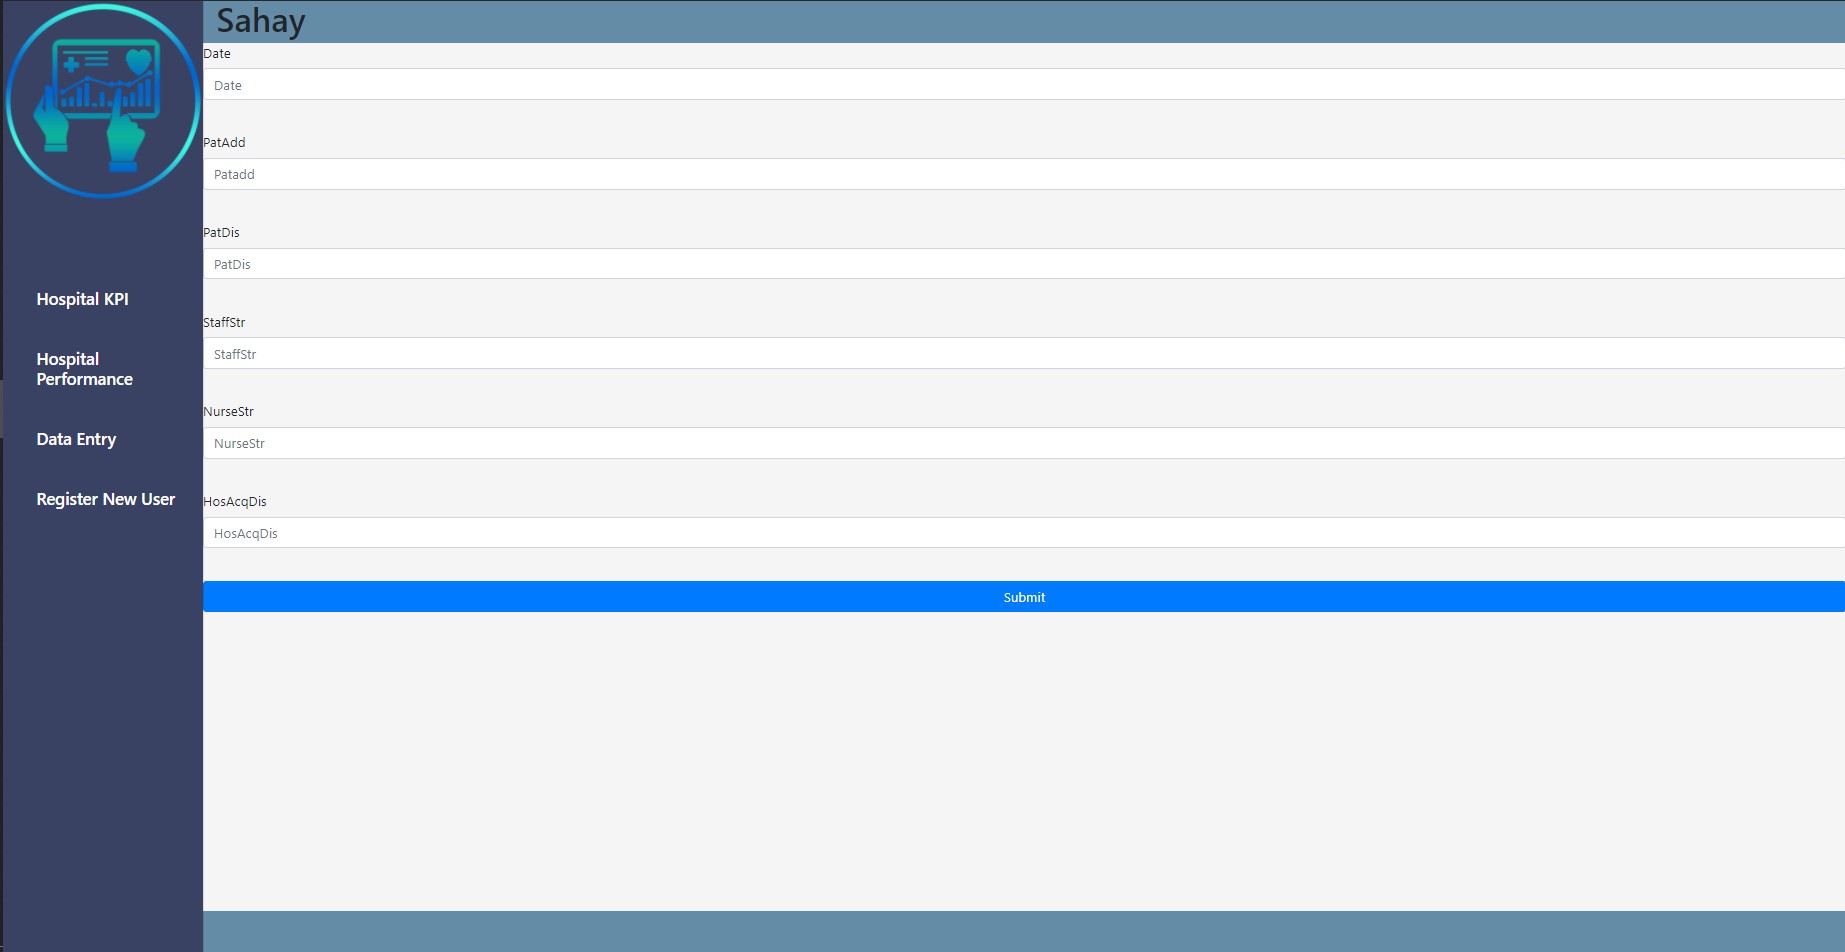 Sahay
Hospital KPI
Hospital
Performance
Data Entry
Register New User
Date
Date
PatAdd
Patadd
PatDis
PatDis
StaffStr
StaffStr
NurseStr
NurseStr
HosAcqDis
HosAcqDis
Submit